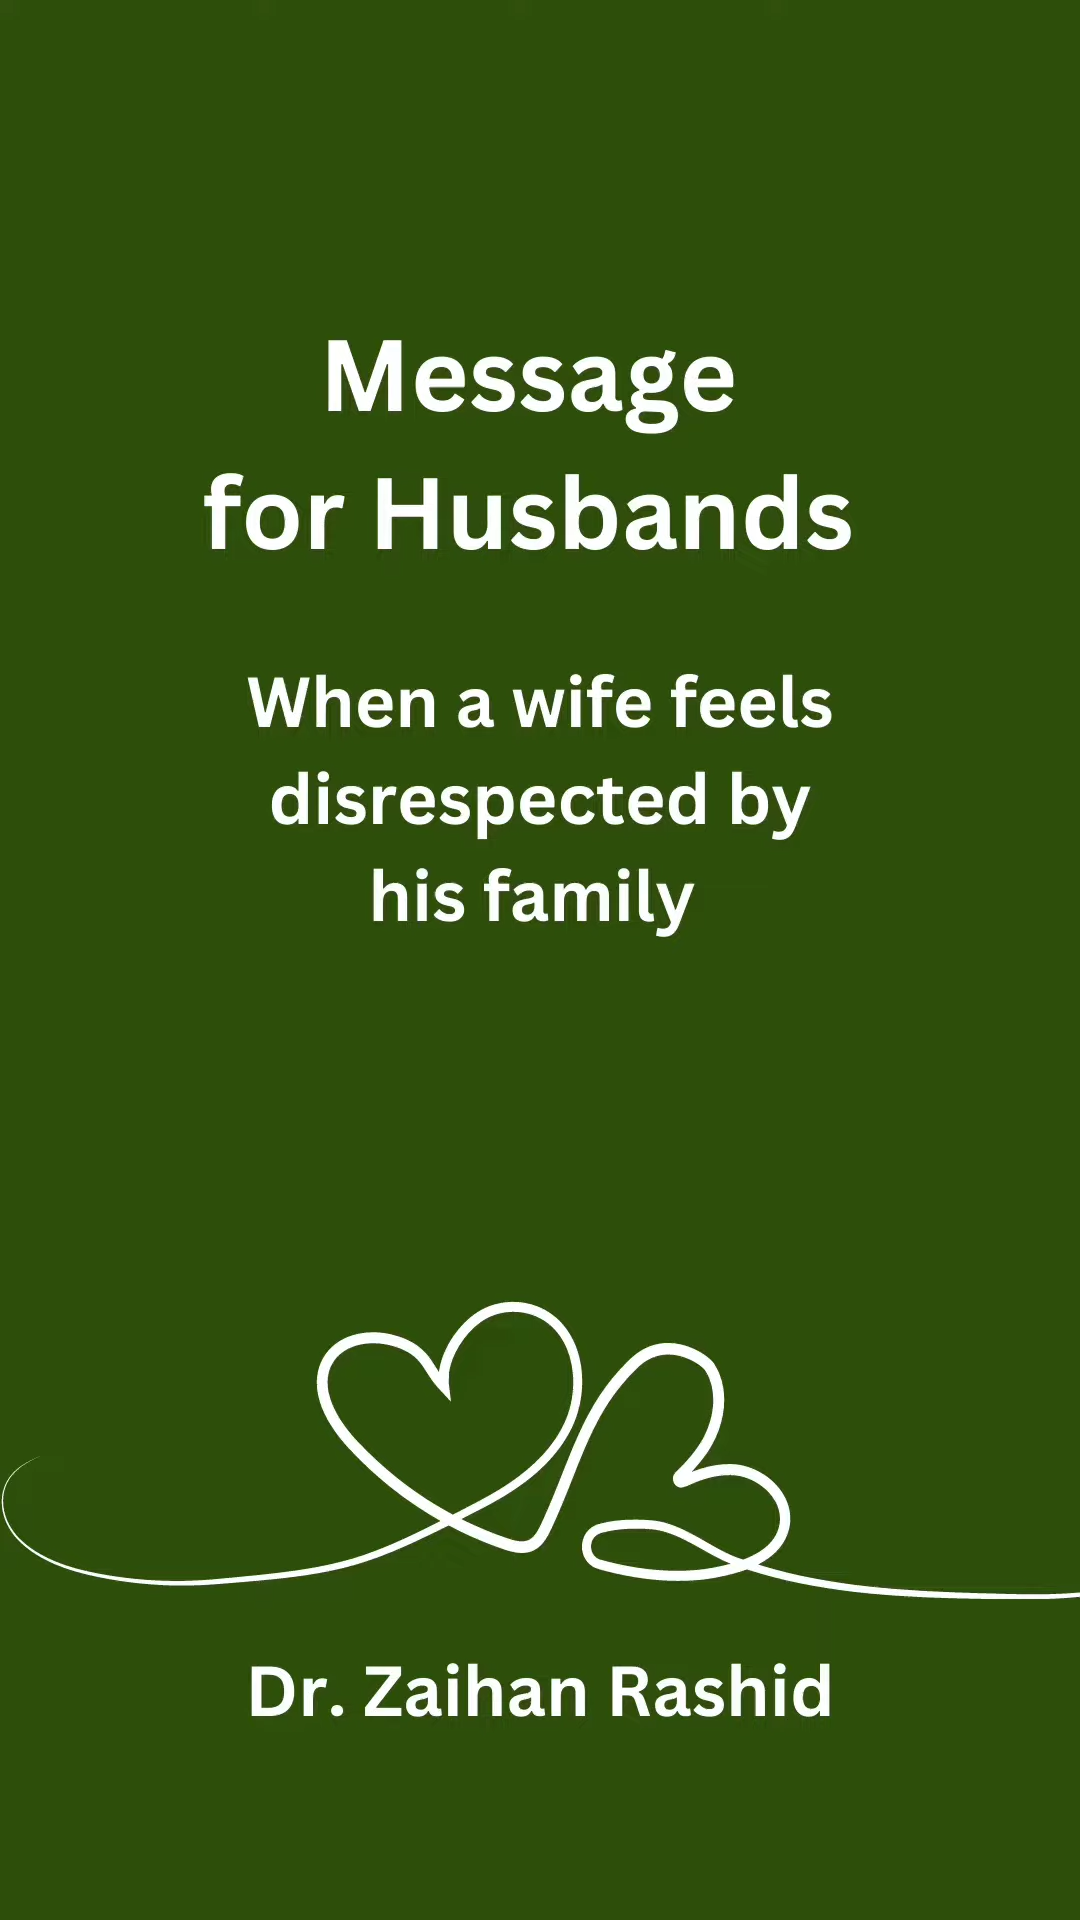 Message
for Husbands
When a wife feels
disrespected by
his family
Dr. Zaihan Rashid